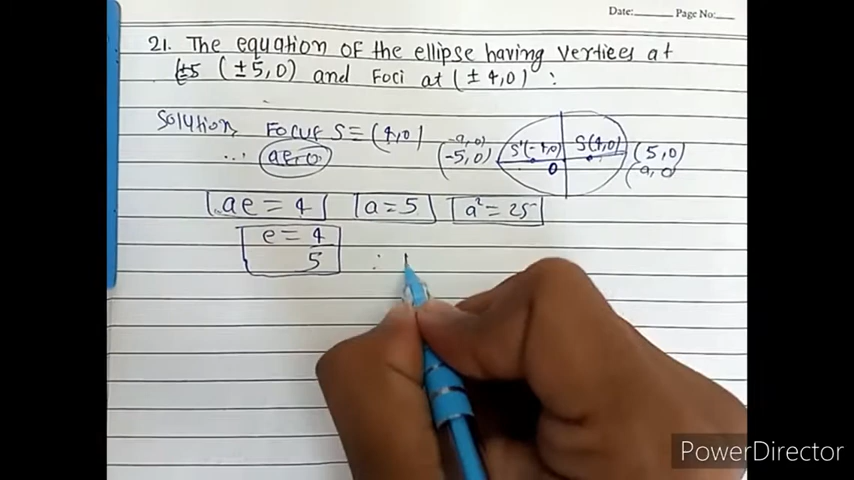 Date:______ Page No:___
21. The equation of the ellipse having vertices at
(±5 (±5,0) and Foci at (±4,0) :
Solution Focus S = (4,0)
(-a,0)
(-5,0)
S'(-4,0) S(4,0)
0
(5,0)
(a,0
∴ (ae,0)
ae = 4 a = 5 a² = 25
e = 4
5
:
PowerDirector